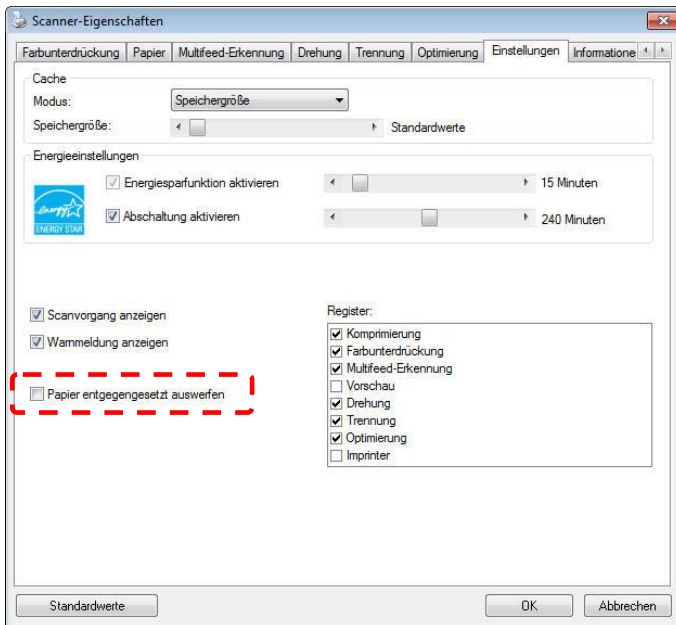 Scanner-Eigenschaften
Farbunterdrückung Papier Multifeed-Erkennung Drehung Trennung Optimierung Einstellungen Informatione
Cache
Modus: Speichergröße
Speichergröße: Standardwerte
Energieeinstellungen
Energiesparfunktion aktivieren 15 Minuten
energy
ENERGY STAR
Abschaltung aktivieren 240 Minuten
Scanvorgang anzeigen
Warnmeldung anzeigen
Papier entgegengesetzt auswerfen
Register:
Komprimierung
Farbunterdrückung
Multifeed-Erkennung
Vorschau
Drehung
Trennung
Optimierung
Imprinter
Standardwerte OK Abbrechen